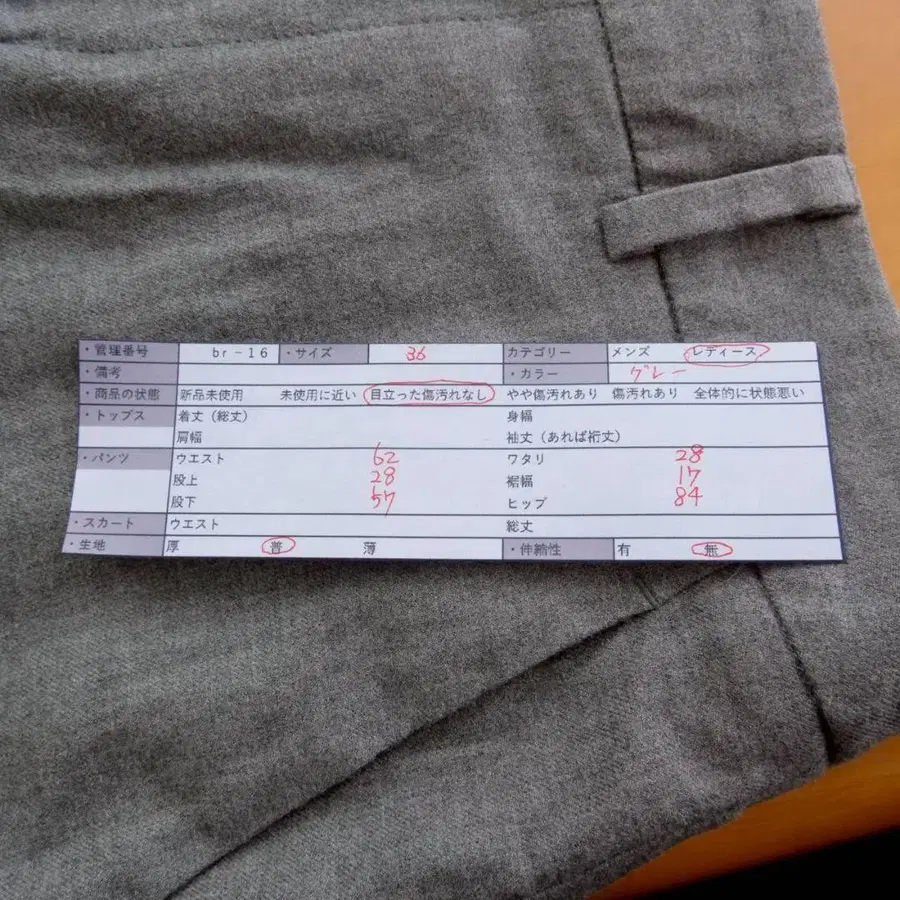 ・管理番号 br-16 ・サイズ 36 カテゴリー メンズ レディース
・備考 ・カラー グレー
・商品の状態 新品未使用 未使用に近い 目立った傷汚れなし やや傷汚れあり 傷汚れあり 全体的に状態悪い
・トップス 着丈（総丈） 身幅
肩幅 袖丈（あれば裄丈）
・パンツ ウエスト 62 ワタリ 28
股上 28 裾幅 17
股下 57 ヒップ 84
・スカート ウエスト 総丈
・生地 厚 普 薄 ・伸縮性 有 無